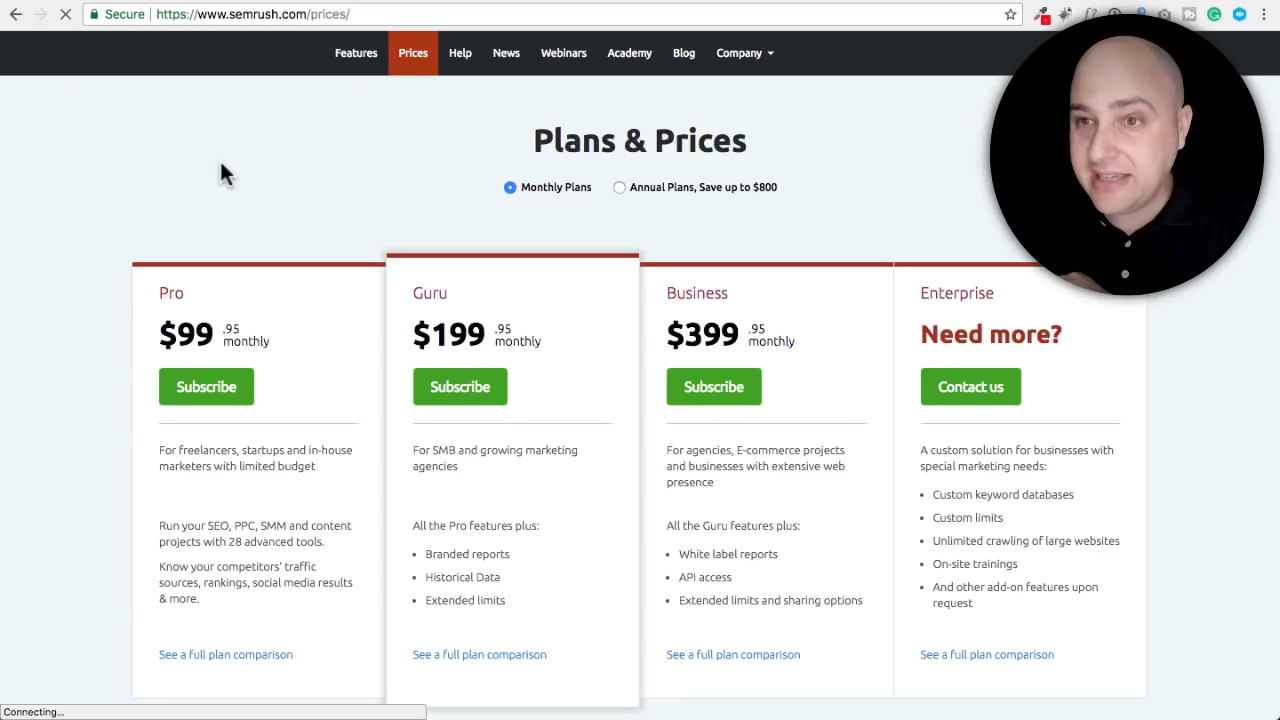 Secure https://www.semrush.com/prices/
Features Prices Help News Webinars Academy Blog Company
Plans & Prices
Monthly Plans Annual Plans, Save up to $800
Pro
$99 .95 monthly
Subscribe
For freelancers, startups and in-house
marketers with limited budget
Run your SEO, PPC, SMM and content
projects with 28 advanced tools.
Know your competitors' traffic
sources, rankings, social media results
& more.
See a full plan comparison
Guru
$199 .95 monthly
Subscribe
For SMB and growing marketing
agencies
All the Pro features plus:
Branded reports
Historical Data
Extended limits
See a full plan comparison
Business
$399 .95 monthly
Subscribe
For agencies, E-commerce projects
and businesses with extensive web
presence
All the Guru features plus:
White label reports
API access
Extended limits and sharing options
See a full plan comparison
Enterprise
Need more?
Contact us
A custom solution for businesses with
special marketing needs:
Custom keyword databases
Custom limits
Unlimited crawling of large websites
On-site trainings
And other add-on features upon
request
See a full plan comparison
Connecting...